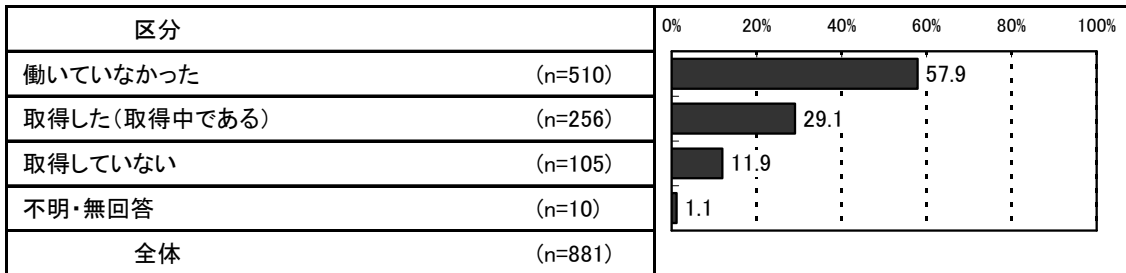 区分 0% 20% 40% 60% 80% 100%
働いていなかった (n=510) 57.9
取得した(取得中である) (n=256) 29.1
取得していない (n=105) 11.9
不明・無回答 (n=10) 1.1
全体 (n=881)